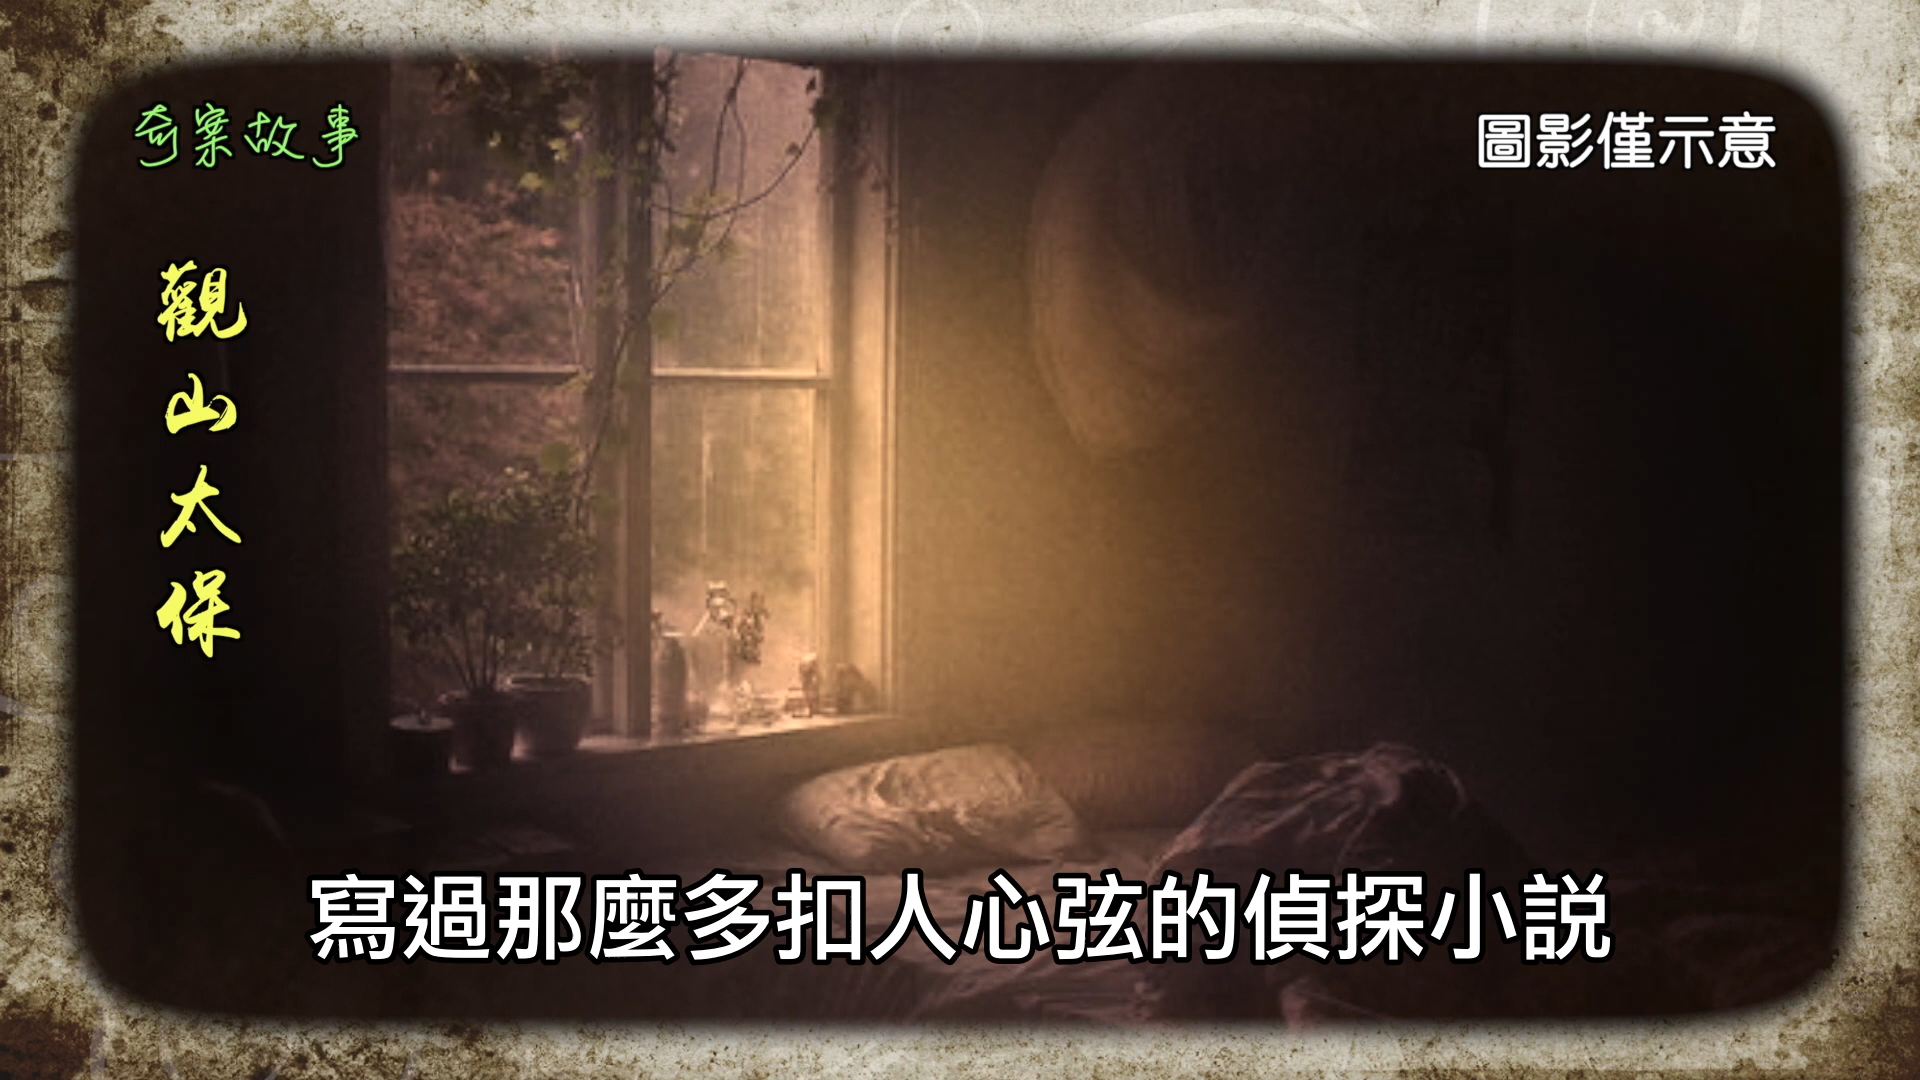 奇案故事
圖影僅示意
觀山太保
寫過那麼多扣人心弦的偵探小説